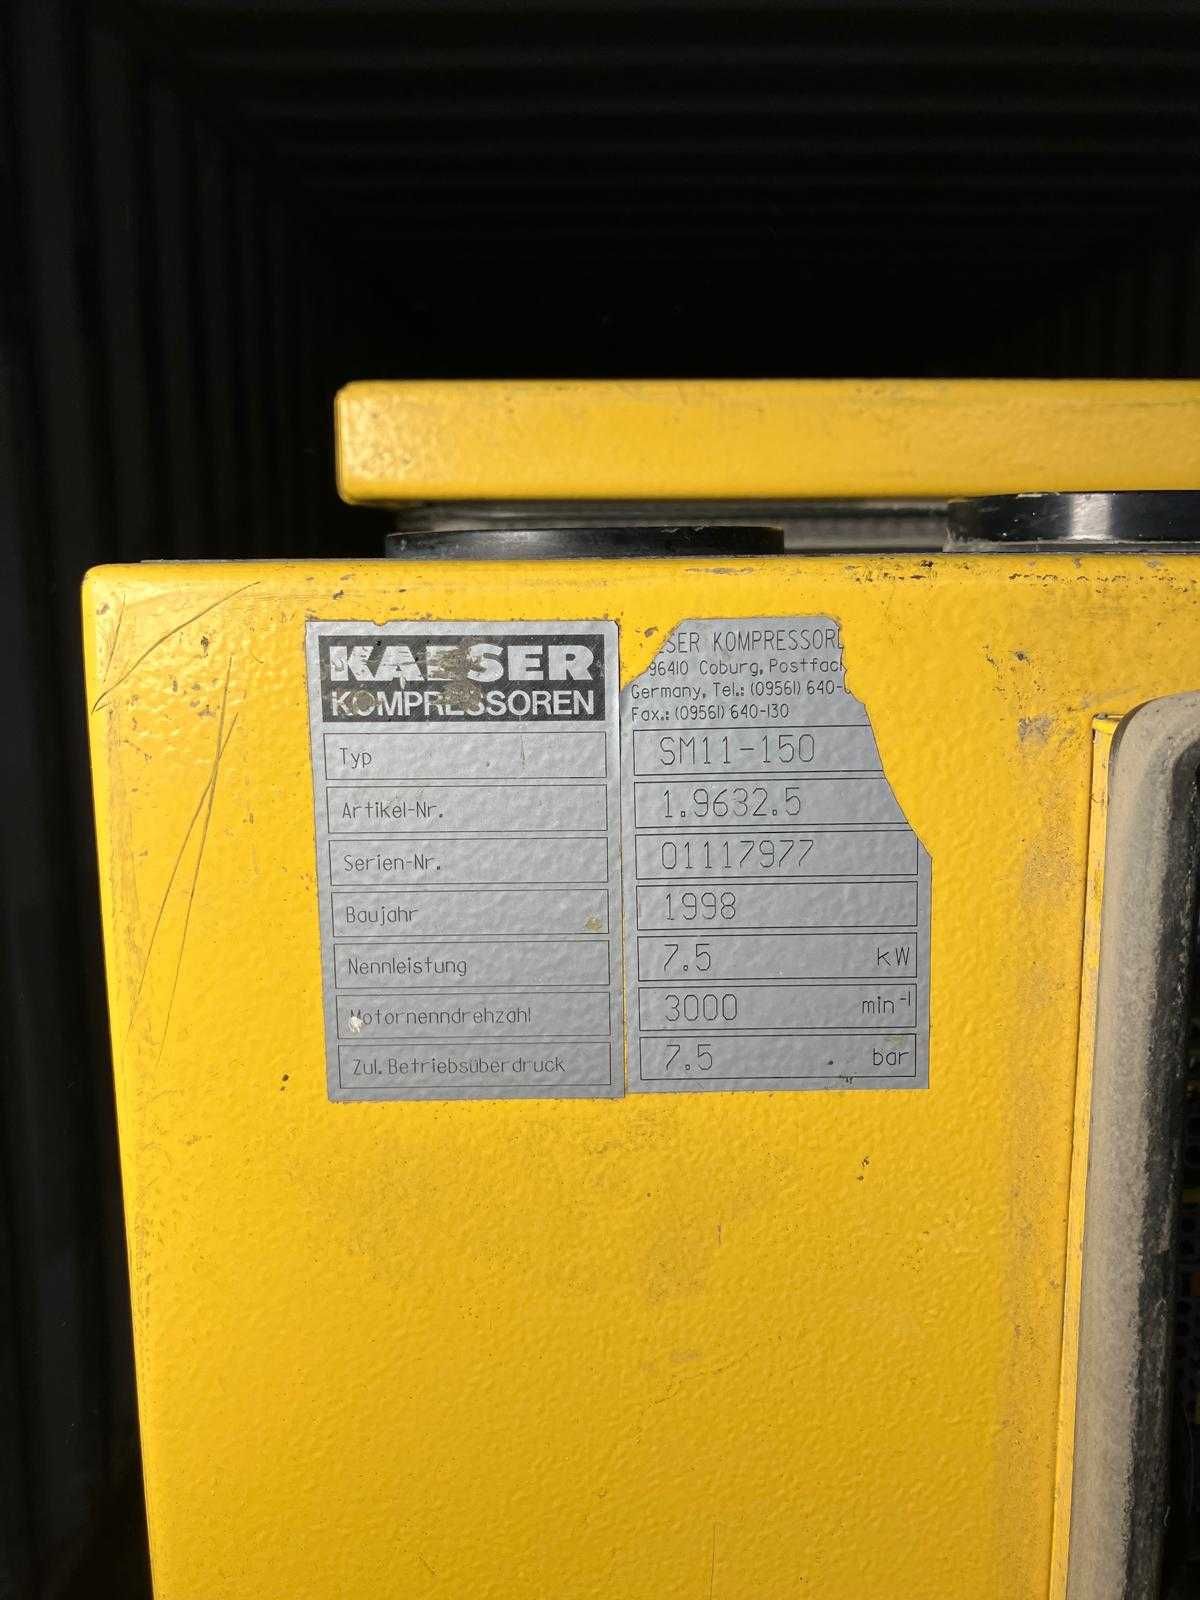 KAESER
KOMPRESSOREN
KOMPRESSORE
96410 Coburg, Postfach
Germany, Tel.: (09561) 640-
Fax.: (09561) 640-130
Typ SM11-150
Artikel-Nr. 1.9632.5
Serien-Nr. 01117977
Baujahr 1998
Nennleistung 7.5 kW
Motornenndrehzahl 3000 min-1
Zul. Betriebsüberdruck 7.5 bar